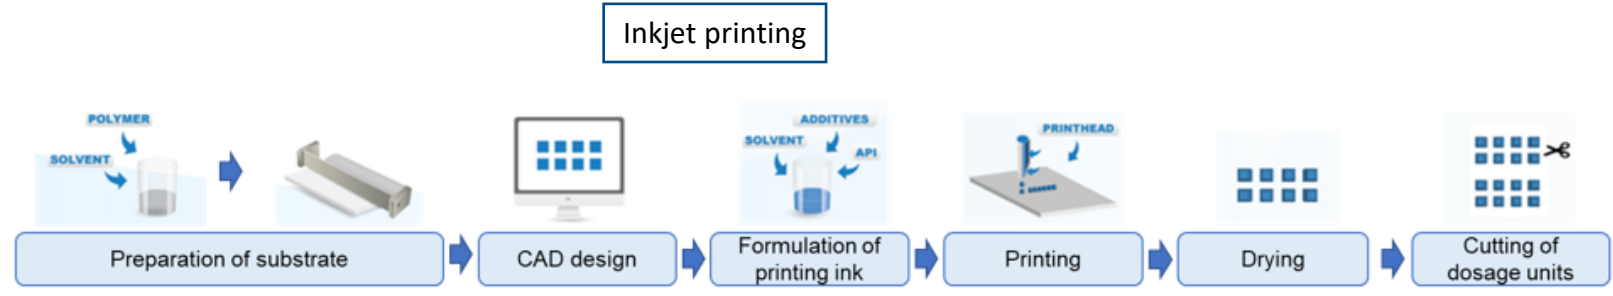 Inkjet printing
POLYMER
SOLVENT
ADDITIVES
SOLVENT
API
PRINTHEAD
Preparation of substrate
CAD design
Formulation of
printing ink
Printing
Drying
Cutting of
dosage units